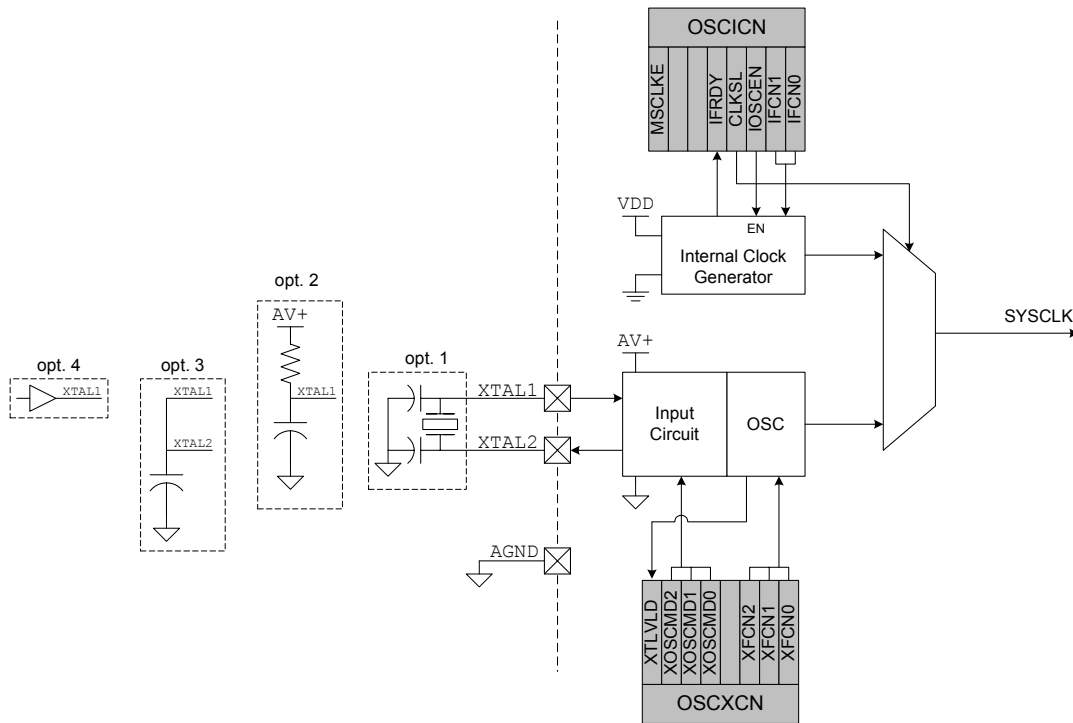 OSCICN
MSCLKE
IFRDY
CLKSL
IOSCEN
IFCN1
IFCN0
VDD
EN
Internal Clock
Generator
SYSCLK
opt. 4
XTAL1
opt. 3
XTAL1
XTAL2
opt. 2
AV+
XTAL1
opt. 1
XTAL1
XTAL2
AV+
Input
Circuit
OSC
AGND
XTLVLD
XOSCMD2
XOSCMD1
XOSCMD0
XFCN2
XFCN1
XFCN0
OSCXCN